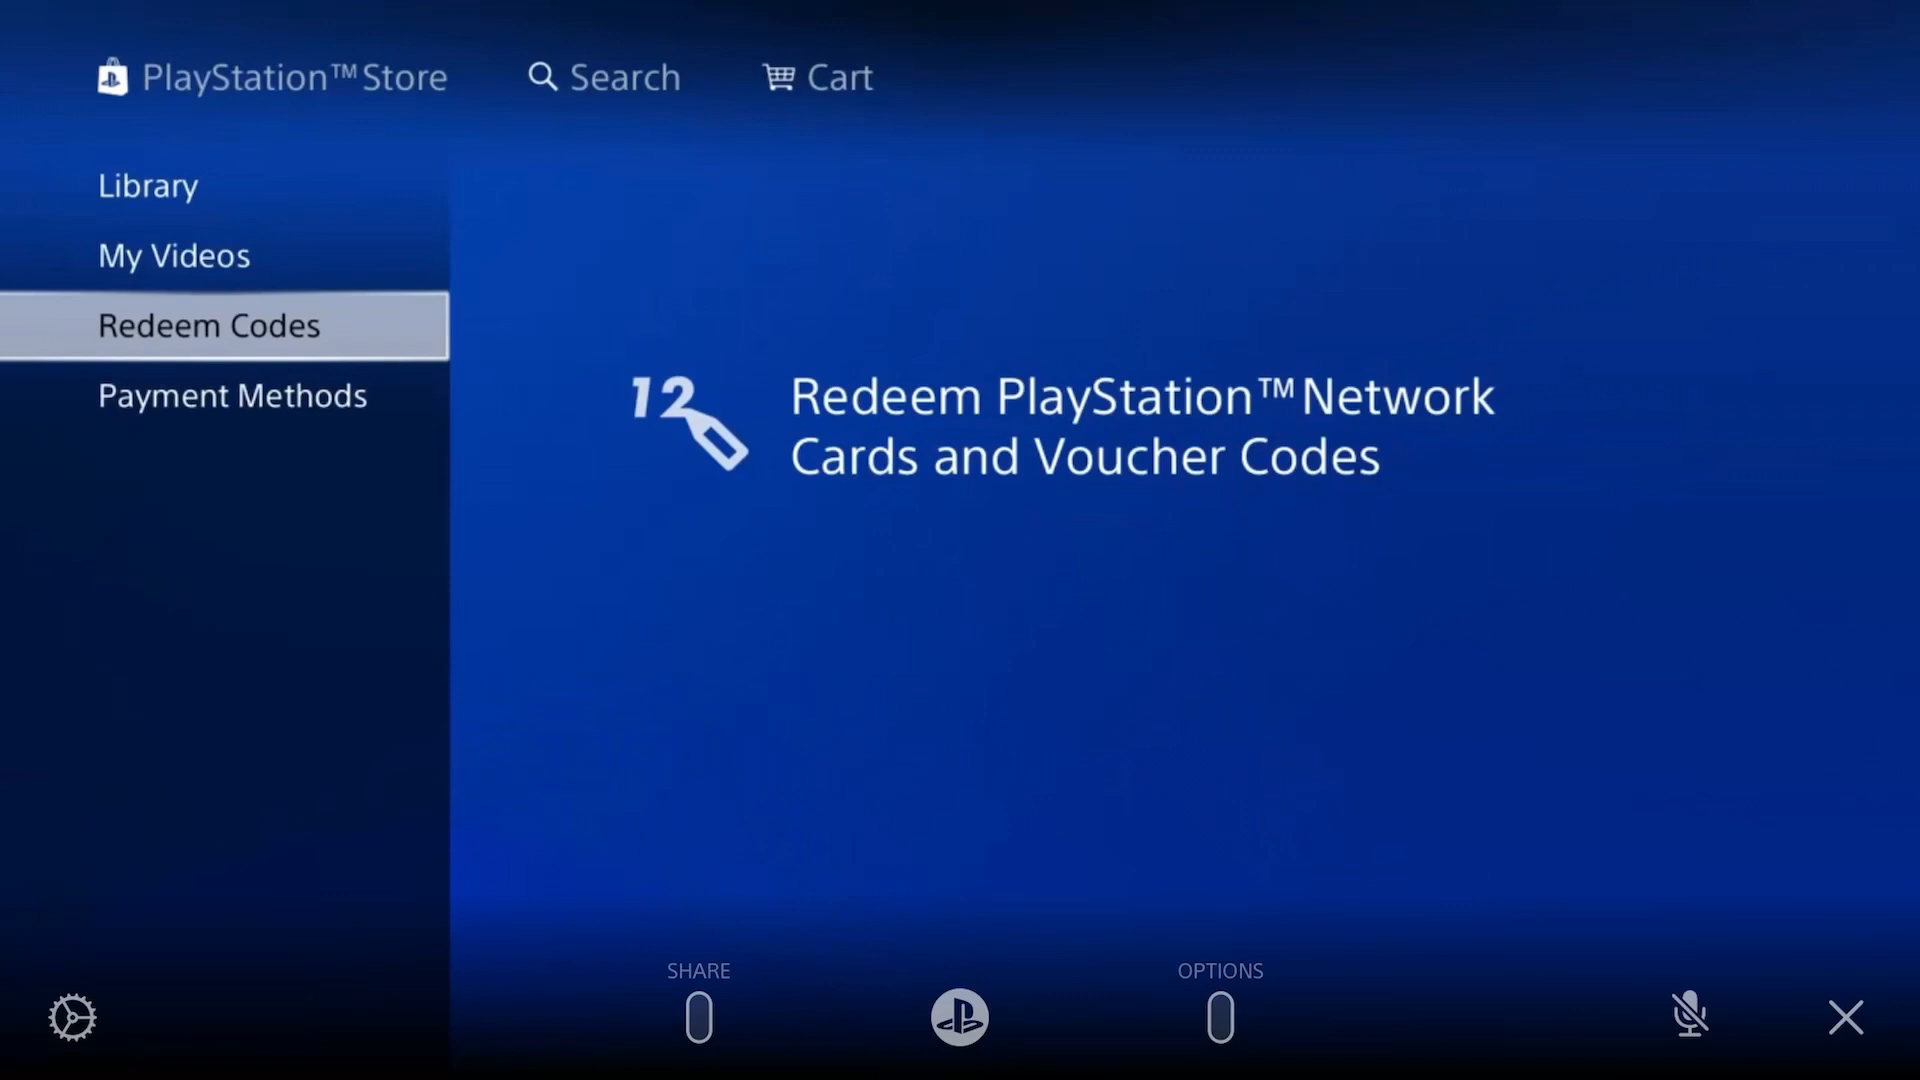 PlayStation™Store
Search
Cart
Library
My Videos
Redeem Codes
Payment Methods
12
Redeem PlayStation™Network
Cards and Voucher Codes
SHARE
OPTIONS